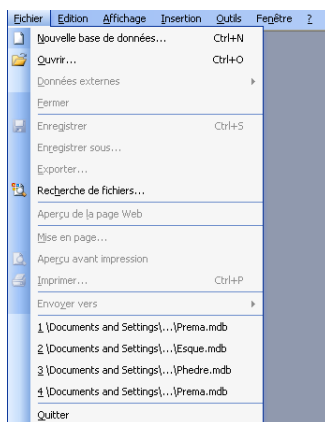 Fichier Edition Affichage Insertion Outils Fenêtre ?
Nouvelle base de données... Ctrl+N
Ouvrir... Ctrl+O
Données externes
Fermer
Enregistrer Ctrl+S
Enregistrer sous...
Exporter...
Recherche de fichiers...
Aperçu de la page Web
Mise en page...
Aperçu avant impression
Imprimer... Ctrl+P
Envoyer vers
1 \Documents and Settings\...\Prema.mdb
2 \Documents and Settings\...\Esque.mdb
3 \Documents and Settings\...\Phedre.mdb
4 \Documents and Settings\...\Prema.mdb
Quitter